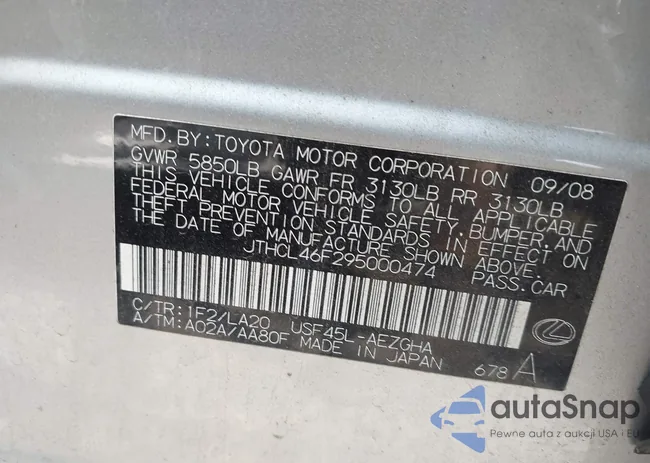 MFD. BY: TOYOTA MOTOR CORPORATION 09/08
GVWR 5850LB GAWR FR 3130LB RR 3130LB
THIS VEHICLE CONFORMS TO ALL APPLICABLE
FEDERAL MOTOR VEHICLE SAFETY, BUMPER, AND
THEFT PREVENTION STANDARDS IN EFFECT ON
THE DATE OF MANUFACTURE SHOWN ABOVE.
JTHCL46F295000474 PASS. CAR
C/TR: 1F2/LA20 USF45L-AEZGHA
A/TM: A02A/AA80F MADE IN JAPAN 678 A
autaSnap
Pewne auta z aukcji USA i EU